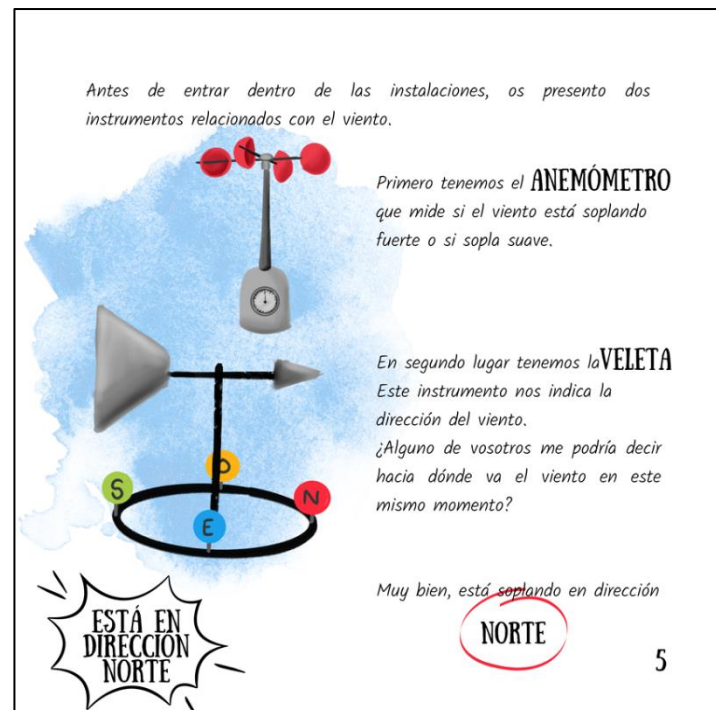 Antes de entrar dentro de las instalaciones, os presento dos
instrumentos relacionados con el viento.
Primero tenemos el ANEMÓMETRO
que mide si el viento está soplando
fuerte o si sopla suave.
En segundo lugar tenemos la VELETA
Este instrumento nos indica la
dirección del viento.
¿Alguno de vosotros me podría decir
hacia dónde va el viento en este
mismo momento?
O
S
N
E
ESTÁ EN
DIRECCIÓN
NORTE
Muy bien, está soplando en dirección
NORTE
5